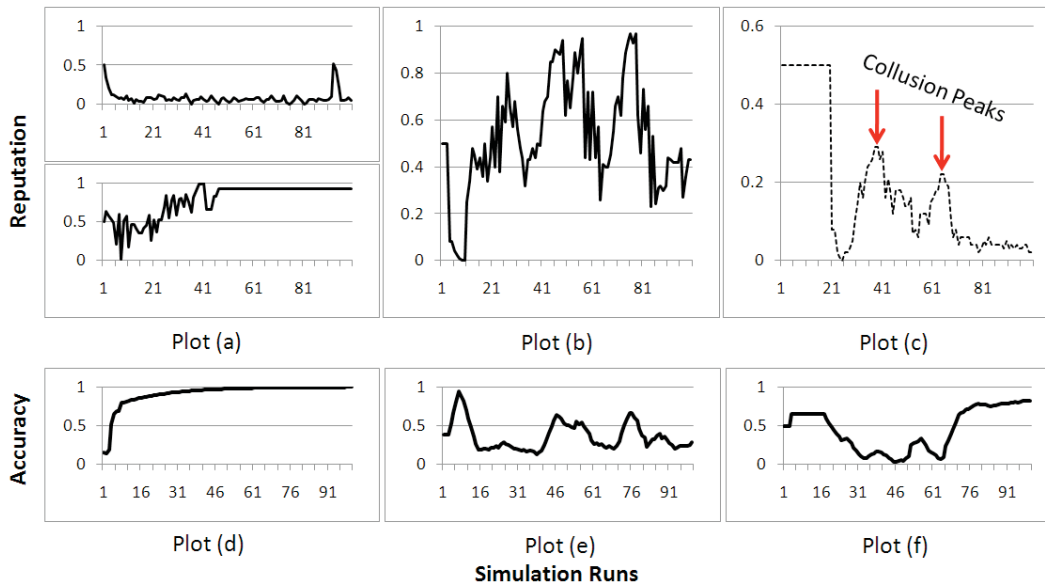 Reputation
1
0.5
0
1 21 41 61 81
1
0.5
0
1 21 41 61 81
Plot (a)
1
0.8
0.6
0.4
0.2
0
1 21 41 61 81
Plot (b)
0.6
0.4
0.2
0
Collusion Peaks
1 21 41 61 81
Plot (c)
Accuracy
1
0.5
0
1 16 31 46 61 76 91
Plot (d)
1
0.5
0
1 16 31 46 61 76 91
Plot (e)
1
0.5
0
1 16 31 46 61 76 91
Plot (f)
Simulation Runs